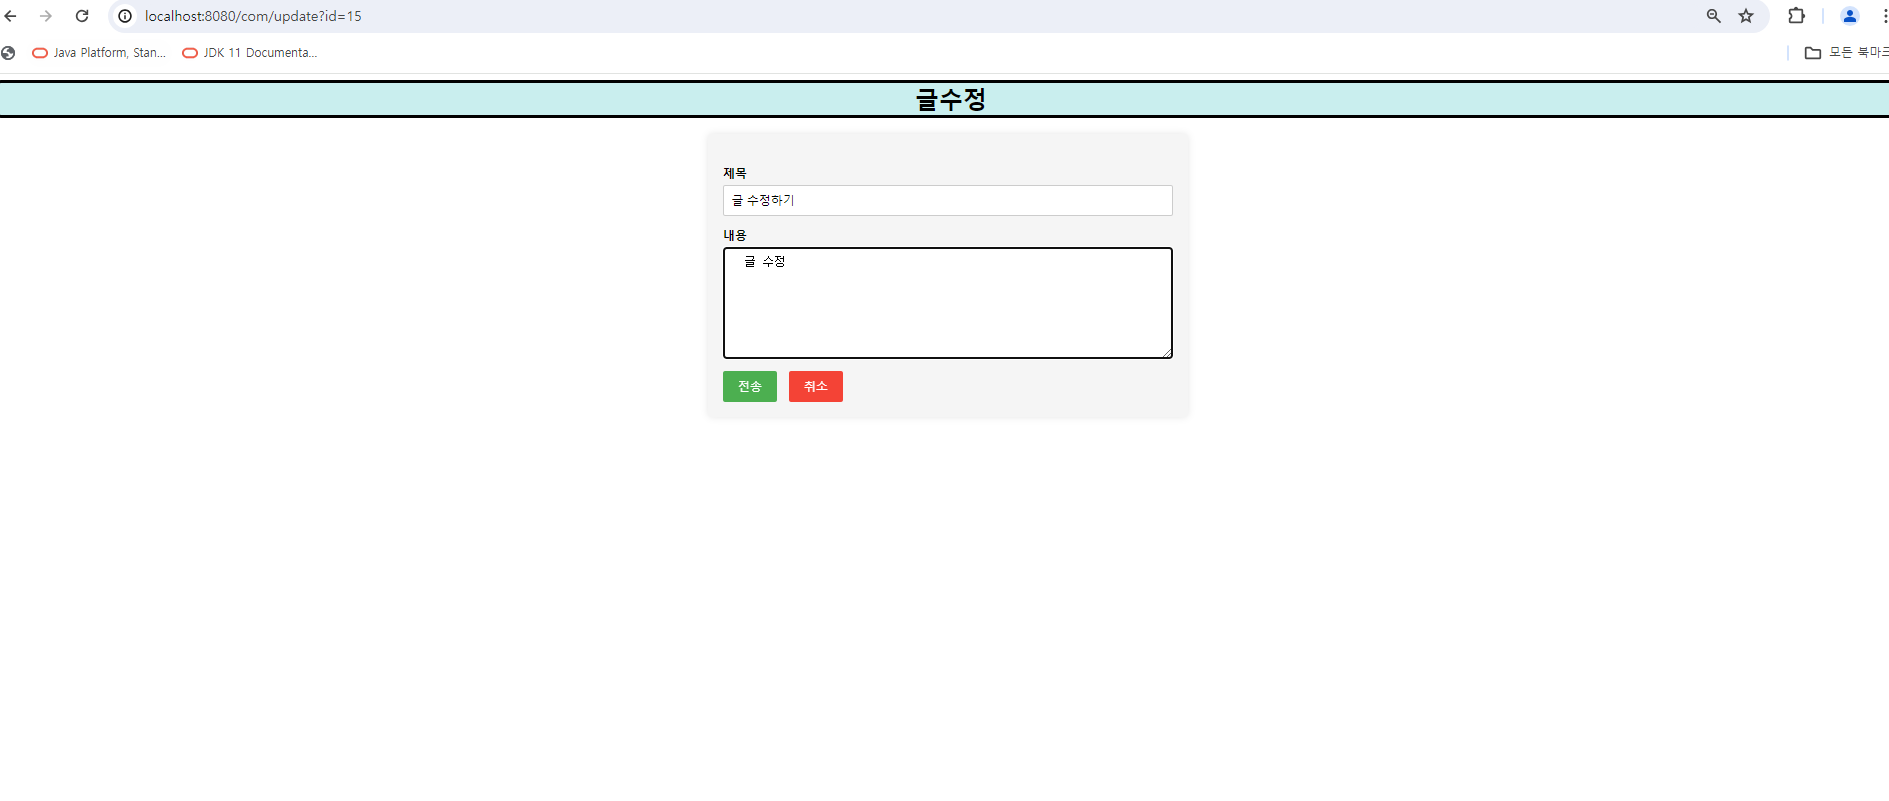 localhost:8080/com/update?id=15
Java Platform, Stan... JDK 11 Documenta... 모든 북마크
글수정
제목
글 수정하기
내용
글 수정
전송 취소